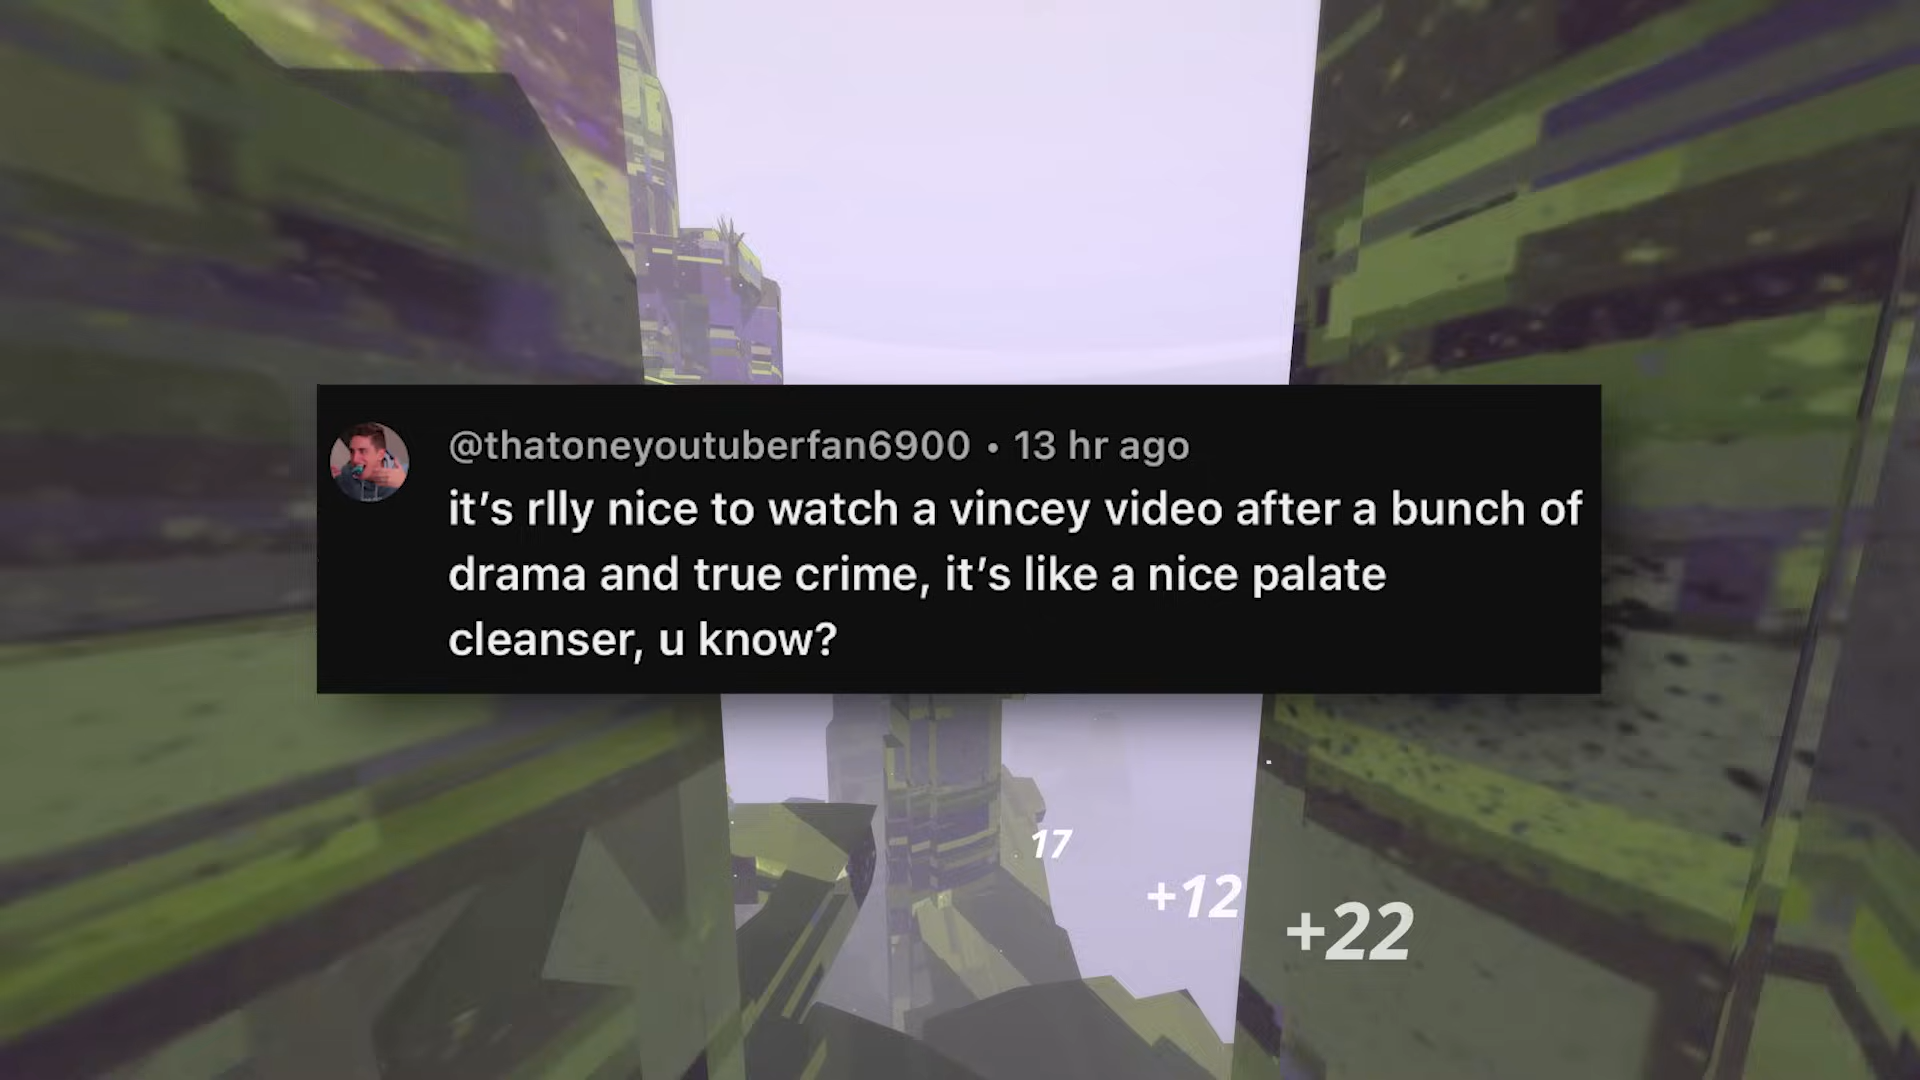 @thatoneyoutuberfan6900 • 13 hr ago
it’s rlly nice to watch a vincey video after a bunch of
drama and true crime, it’s like a nice palate
cleanser, u know?
17
+12
+22